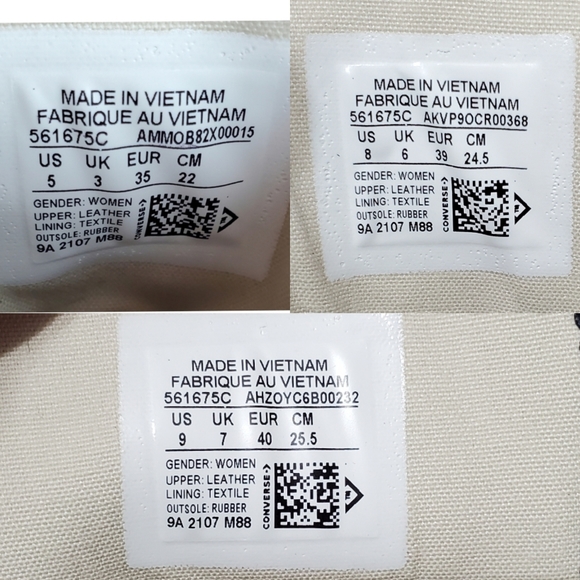 MADE IN VIETNAM
FABRIQUE AU VIETNAM
561675C AMMOB82X00015
US UK EUR CM
5 3 35 22
GENDER: WOMEN
UPPER: LEATHER
LINING: TEXTILE
OUTSOLE: RUBBER
9A 2107 M88
CONVERSE
MADE IN VIETNAM
FABRIQUE AU VIETNAM
561675C AKVP9OCR00368
US UK EUR CM
8 6 39 24.5
GENDER: WOMEN
UPPER: LEATHER
LINING: TEXTILE
OUTSOLE: RUBBER
9A 2107 M88
CONVERSE
MADE IN VIETNAM
FABRIQUE AU VIETNAM
561675C AHZOYC6B00232
US UK EUR CM
9 7 40 25.5
GENDER: WOMEN
UPPER: LEATHER
LINING: TEXTILE
OUTSOLE: RUBBER
9A 2107 M88
CONVERSE